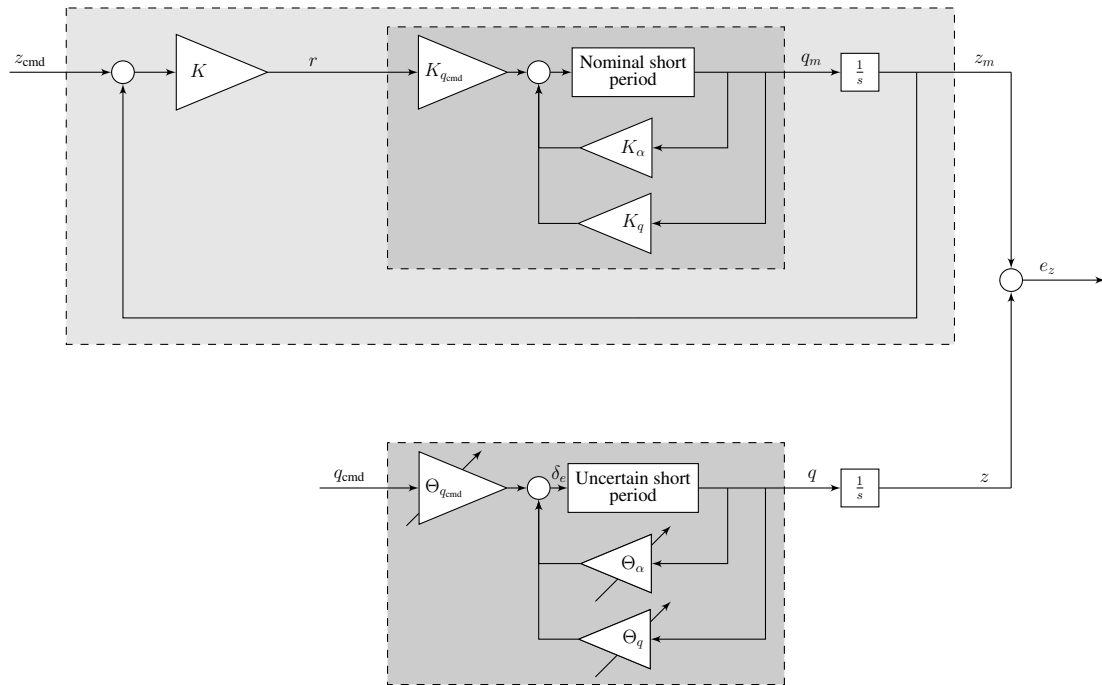 z_cmd
K
r
K_{q_cmd}
Nominal short
period
q_m
1/s
z_m
K_α
K_q
e_z
q_cmd
Θ_{q_cmd}
δ_e
Uncertain short
period
q
1/s
z
Θ_α
Θ_q